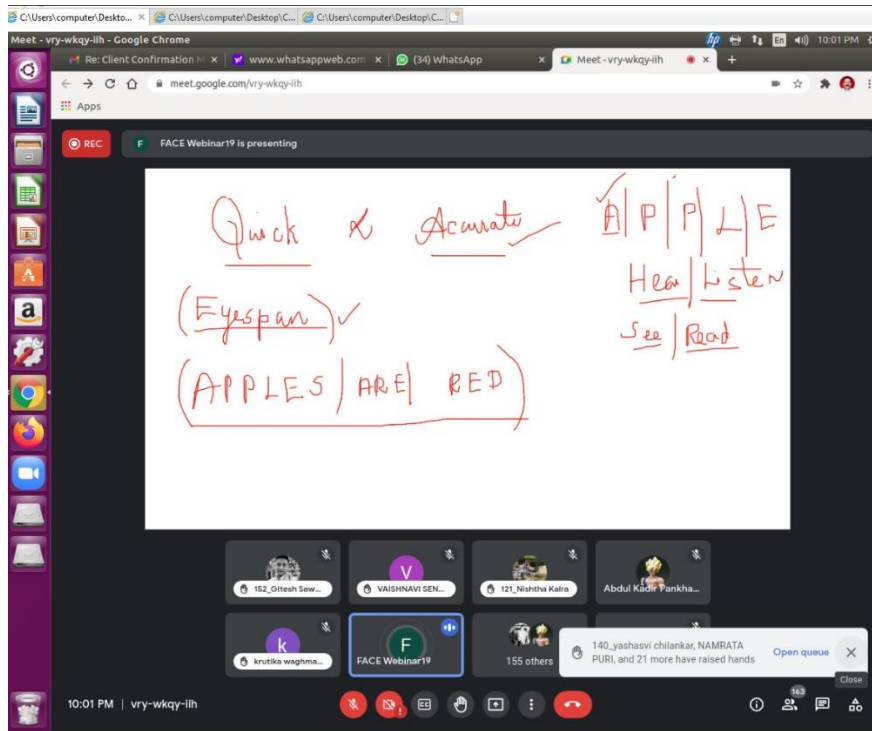 C:\Users\computer\Deskto... C:\Users\computer\Desktop\C... C:\Users\computer\Desktop\C...
Meet - vry-wkqy-iih - Google Chrome En 10:01 PM
Re: Client Confirmation M www.whatsappweb.com (34) WhatsApp Meet - vry-wkqy-iih
meet.google.com/vry-wkqy-iih
Apps
REC F FACE Webinar19 is presenting
Quick & Accurate A|P|P|L|E
Hear|Listen
(Eyespan)
See|Read
(APPLES|ARE| RED)
152_Gitesh Saw... V VAISHNAVI SEN... 121_Nishtha Kalra Abdul Kadir Pankha...
k krutika waghma... F FACE Webinar19 155 others
140_yashasvi chilankar, NAMRATA
PURI, and 21 more have raised hands
Open queue
Close
10:01 PM | vry-wkqy-iih
163